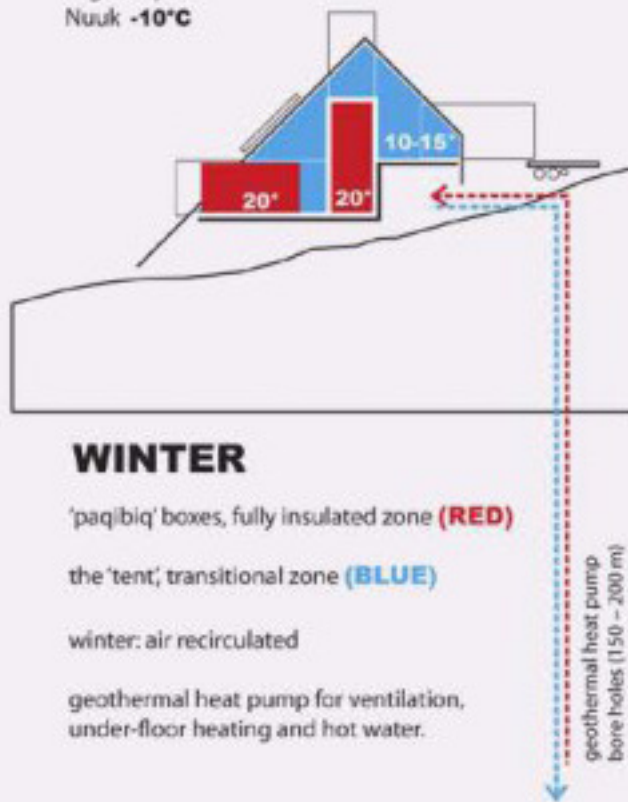 Nuuk -10°C
10-15°
20°
20°
WINTER
'paqibiq' boxes, fully insulated zone (RED)
the 'tent', transitional zone (BLUE)
winter: air recirculated
geothermal heat pump for ventilation,
under-floor heating and hot water.
geothermal heat pump
bore holes (150 – 200 m)